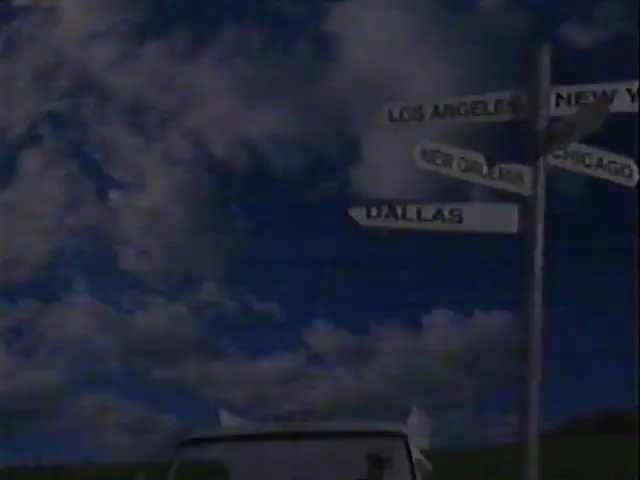 LOS ANGELES
NEW Y
NEW ORLEANS
CHICAGO
DALLAS